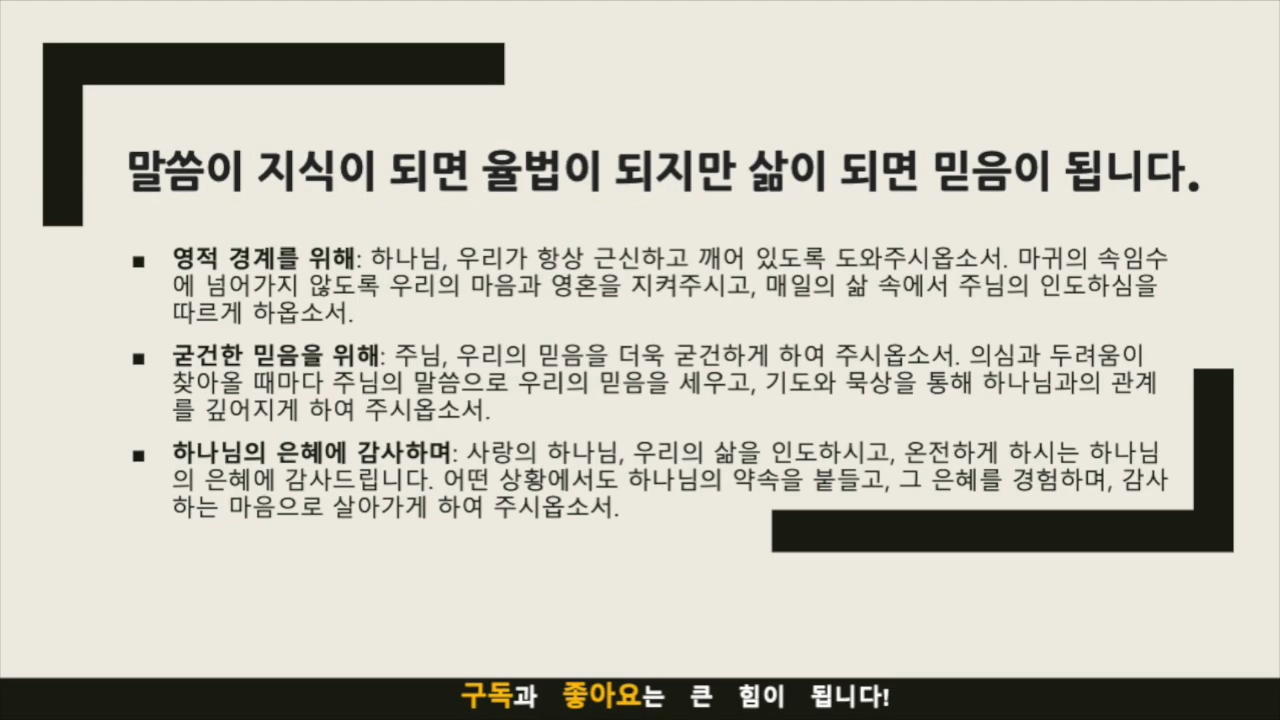 말씀이 지식이 되면 율법이 되지만 삶이 되면 믿음이 됩니다.
■ 영적 경계를 위해: 하나님, 우리가 항상 근신하고 깨어 있도록 도와주시옵소서. 마귀의 속임수
에 넘어가지 않도록 우리의 마음과 영혼을 지켜주시고, 매일의 삶 속에서 주님의 인도하심을
따르게 하옵소서.
■ 굳건한 믿음을 위해: 주님, 우리의 믿음을 더욱 굳건하게 하여 주시옵소서. 의심과 두려움이
찾아올 때마다 주님의 말씀으로 우리의 믿음을 세우고, 기도와 묵상을 통해 하나님과의 관계
를 깊어지게 하여 주시옵소서.
■ 하나님의 은혜에 감사하며: 사랑의 하나님, 우리의 삶을 인도하시고, 온전하게 하시는 하나님
의 은혜에 감사드립니다. 어떤 상황에서도 하나님의 약속을 붙들고, 그 은혜를 경험하며, 감사
하는 마음으로 살아가게 하여 주시옵소서.
구독과 좋아요는 큰 힘이 됩니다!